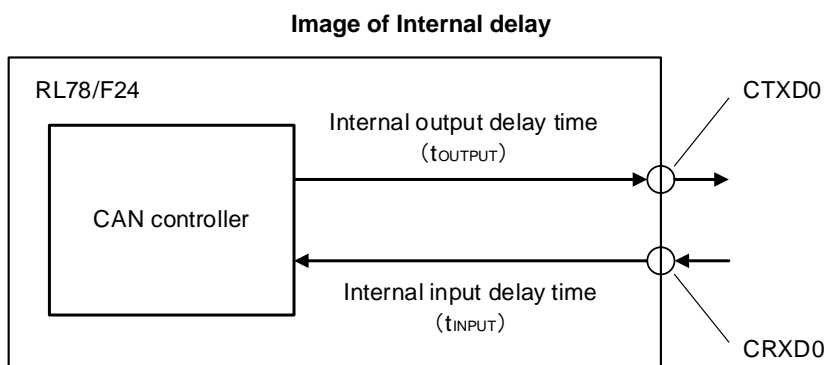 Image of Internal delay
RL78/F24
CTXD0
Internal output delay time
(tOUTPUT)
CAN controller
Internal input delay time
(tINPUT)
CRXD0